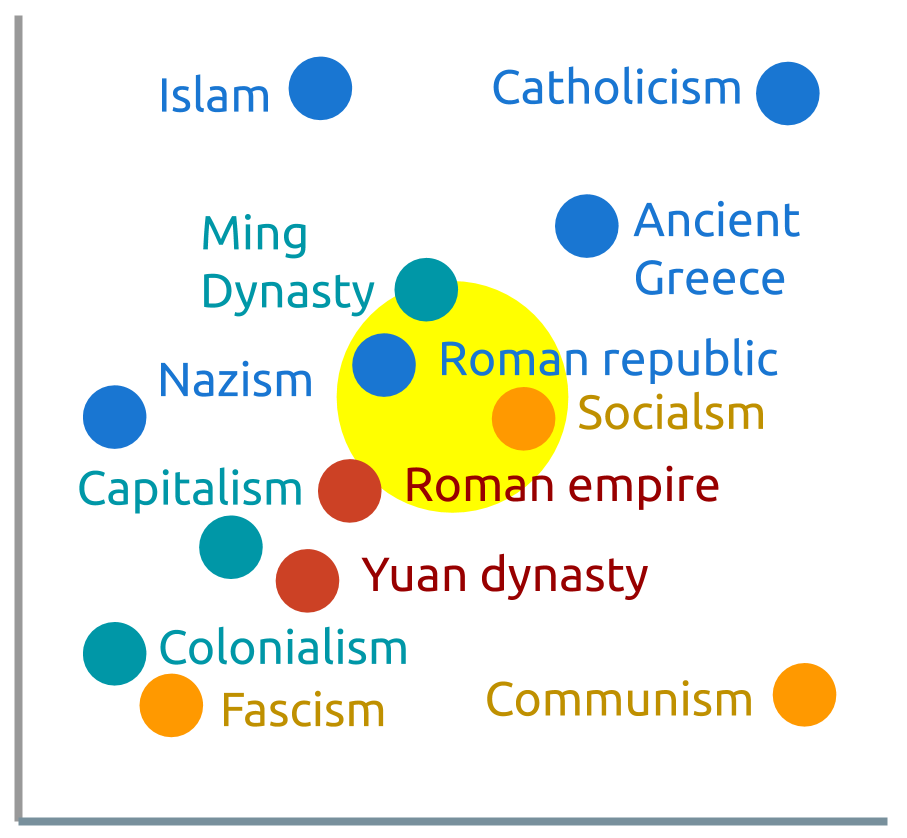 Islam
Catholicism
Ming
Dynasty
Ancient
Greece
Nazism
Roman republic
Socialsm
Capitalism
Roman empire
Yuan dynasty
Colonialism
Fascism
Communism